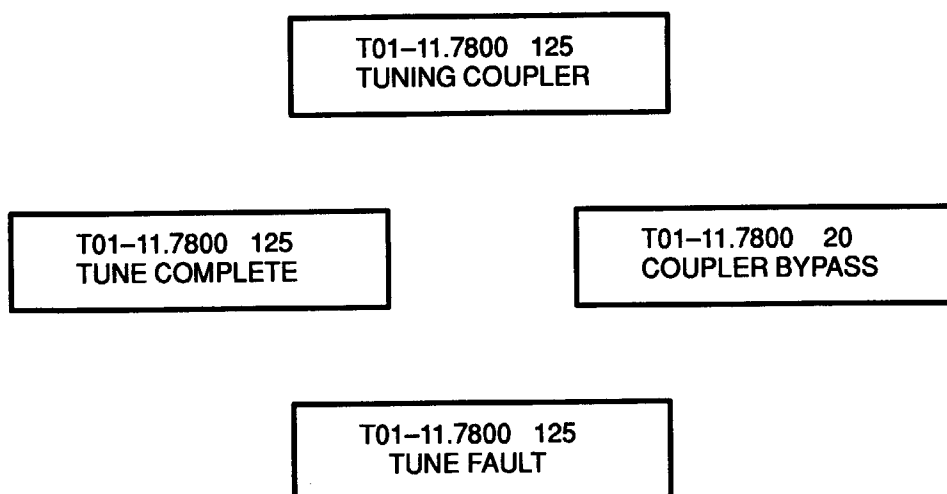 T01–11.7800 125
TUNING COUPLER
T01–11.7800 125
TUNE COMPLETE
T01–11.7800 20
COUPLER BYPASS
T01–11.7800 125
TUNE FAULT